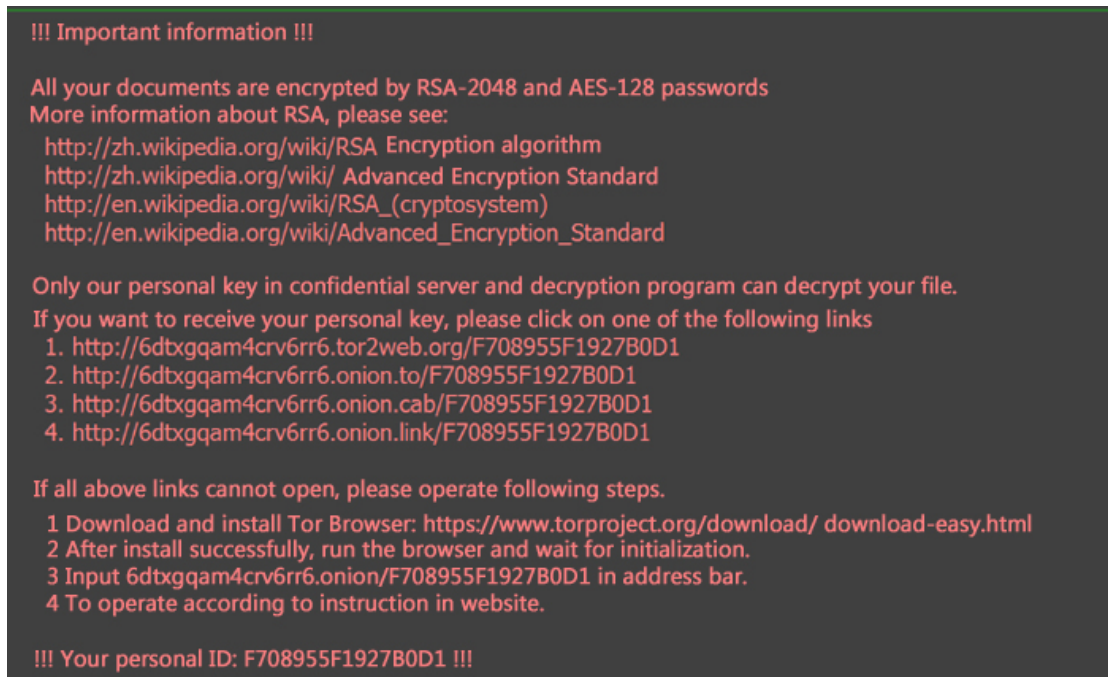 !!! Important information !!!
All your documents are encrypted by RSA-2048 and AES-128 passwords
More information about RSA, please see:
http://zh.wikipedia.org/wiki/RSA Encryption algorithm
http://zh.wikipedia.org/wiki/ Advanced Encryption Standard
http://en.wikipedia.org/wiki/RSA_(cryptosystem)
http://en.wikipedia.org/wiki/Advanced_Encryption_Standard
Only our personal key in confidential server and decryption program can decrypt your file.
If you want to receive your personal key, please click on one of the following links
1. http://6dtxgqam4crv6rr6.tor2web.org/F708955F1927B0D1
2. http://6dtxgqam4crv6rr6.onion.to/F708955F1927B0D1
3. http://6dtxgqam4crv6rr6.onion.cab/F708955F1927B0D1
4. http://6dtxgqam4crv6rr6.onion.link/F708955F1927B0D1
If all above links cannot open, please operate following steps.
1 Download and install Tor Browser: https://www.torproject.org/download/ download-easy.html
2 After install successfully, run the browser and wait for initialization.
3 Input 6dtxgqam4crv6rr6.onion/F708955F1927B0D1 in address bar.
4 To operate according to instruction in website.
!!! Your personal ID: F708955F1927B0D1 !!!